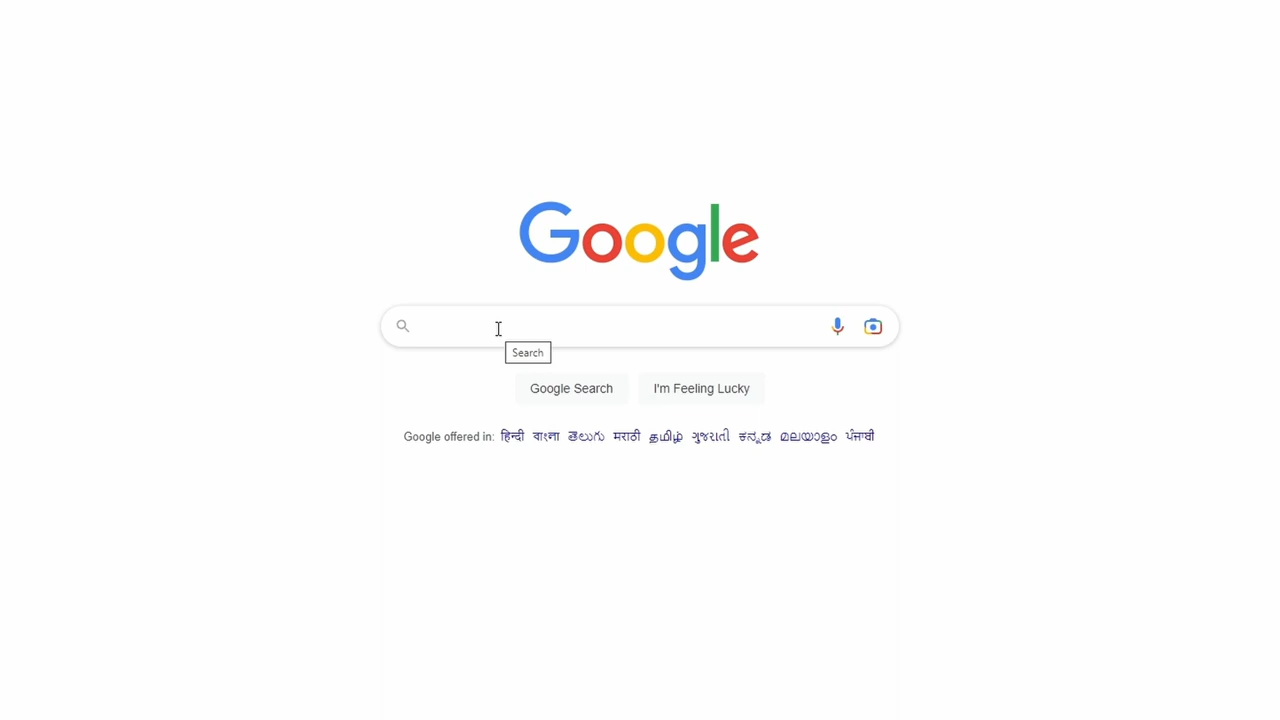 Google
Search
Google Search I'm Feeling Lucky
Google offered in: हिन्दी বাংলা తెలుగు मराठी தமிழ் ગુજરાતી ಕನ್ನಡ മലയാളം ਪੰਜਾਬੀ